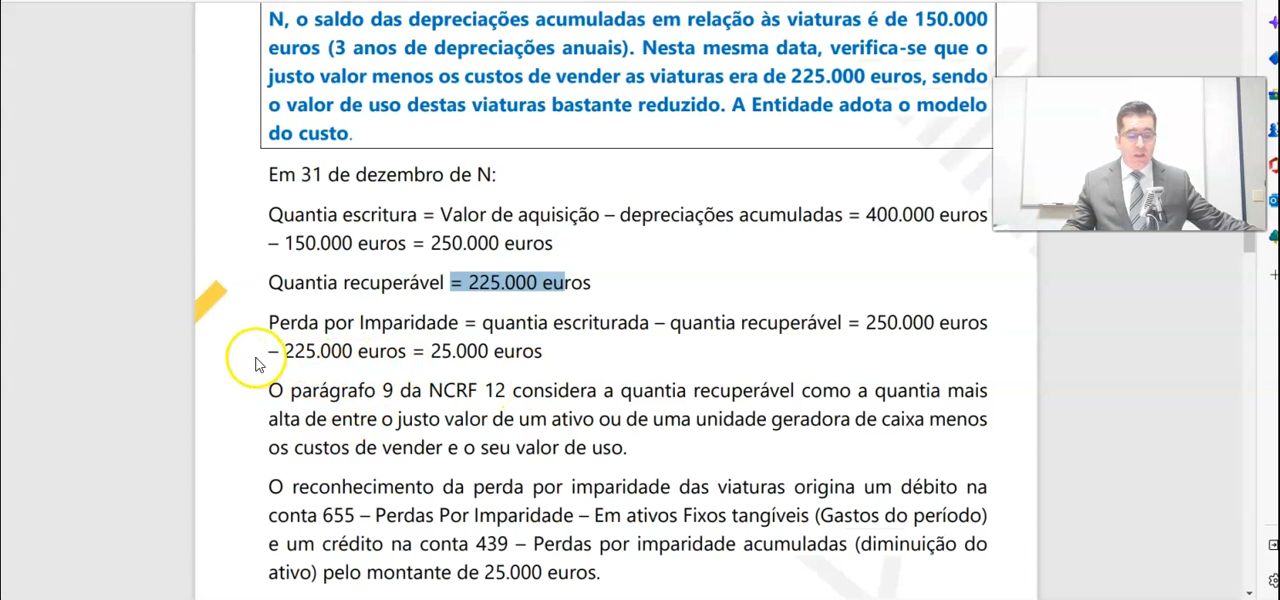 N, o saldo das depreciações acumuladas em relação às viaturas é de 150.000
euros (3 anos de depreciações anuais). Nesta mesma data, verifica-se que o
justo valor menos os custos de vender as viaturas era de 225.000 euros, sendo
o valor de uso destas viaturas bastante reduzido. A Entidade adota o modelo
do custo.
Em 31 de dezembro de N:
Quantia escritura = Valor de aquisição – depreciações acumuladas = 400.000 euros
– 150.000 euros = 250.000 euros
Quantia recuperável = 225.000 euros
Perda por Imparidade = quantia escriturada – quantia recuperável = 250.000 euros
– 225.000 euros = 25.000 euros
O parágrafo 9 da NCRF 12 considera a quantia recuperável como a quantia mais
alta de entre o justo valor de um ativo ou de uma unidade geradora de caixa menos
os custos de vender e o seu valor de uso.
O reconhecimento da perda por imparidade das viaturas origina um débito na
conta 655 – Perdas Por Imparidade – Em ativos Fixos tangíveis (Gastos do período)
e um crédito na conta 439 – Perdas por imparidade acumuladas (diminuição do
ativo) pelo montante de 25.000 euros.